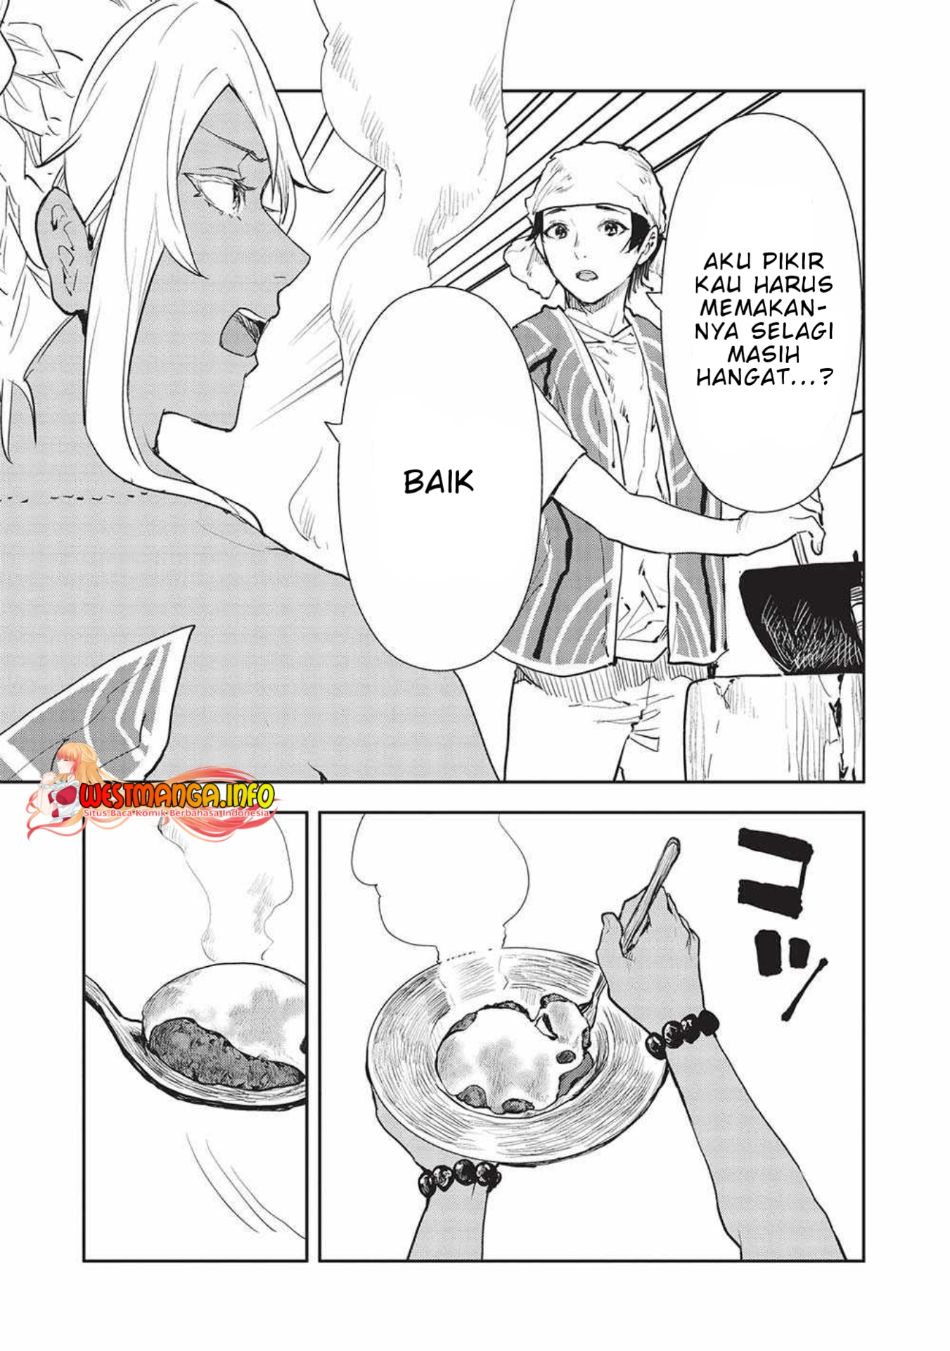 AKU PIKIR
KAU HARUS
MEMAKAN-
NYA SELAGI
MASIH
HANGAT...?
BAIK
WESTMANGA.INFO
Situs Baca Komik Berbahasa Indonesia
コッ